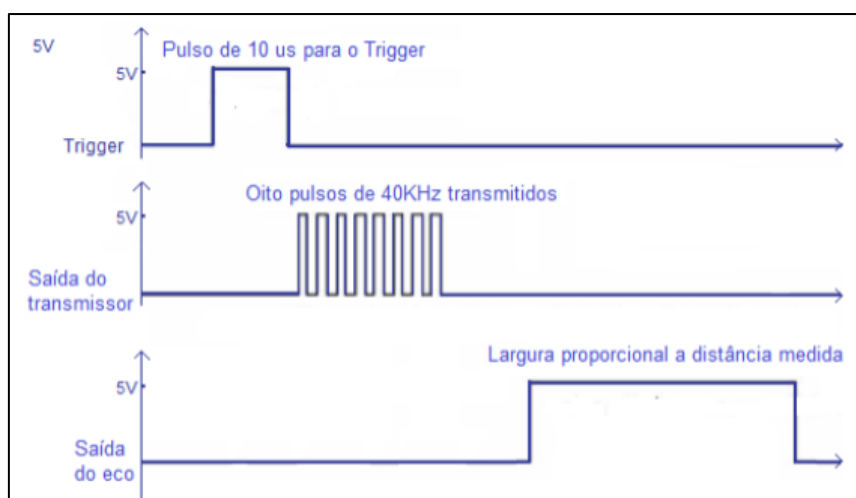 5V
Pulso de 10 us para o Trigger
5V
Trigger
Oito pulsos de 40KHz transmitidos
5V
Saída do
transmissor
Largura proporcional a distância medida
5V
Saída
do eco